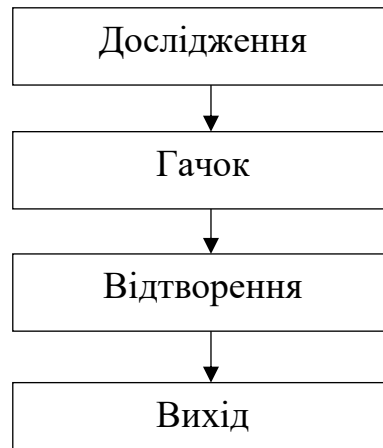 Дослідження
Гачок
Відтворення
Вихід